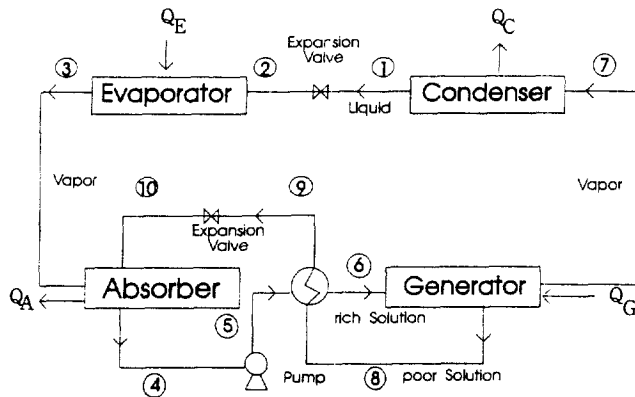 Q_E
Q_C
Expansion
Valve
3
2
1
7
Evaporator
Condenser
Liquid
Vapor
Vapor
10
9
Expansion
Valve
6
Absorber
Generator
Q_A
Q_G
5
rich Solution
4
Pump
8
poor Solution